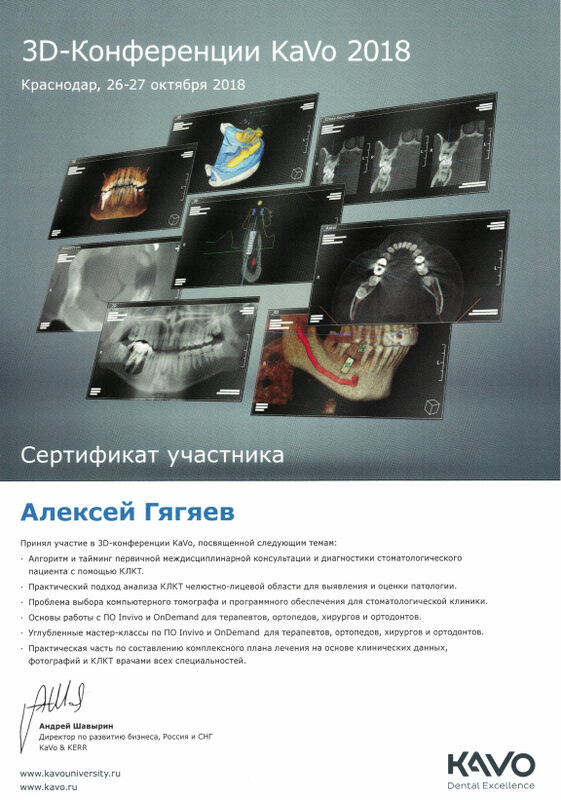 3D-Конференции KaVo 2018
Краснодар, 26-27 октября 2018
Сертификат участника
Алексей Гягяев
Принял участие в 3D-конференции KaVo, посвященной следующим темам:
· Алгоритм и тайминг первичной междисциплинарной консультации и диагностики стоматологического
пациента с помощью КЛКТ.
· Практический подход анализа КЛКТ челюстно-лицевой области для выявления и оценки патологии.
· Проблема выбора компьютерного томографа и программного обеспечения для стоматологической клиники.
· Основы работы с ПО Invivo и OnDemand для терапевтов, ортопедов, хирургов и ортодонтов.
· Углубленные мастер-классы по ПО Invivo и OnDemand для терапевтов, ортопедов, хирургов и ортодонтов.
· Практическая часть по составлению комплексного плана лечения на основе клинических данных,
фотографий и КЛКТ врачами всех специальностей.
Андрей Шавырин
Директор по развитию бизнеса, Россия и СНГ
KaVo & KERR
www.kavouniversity.ru
www.kavo.ru
KAVO
Dental Excellence